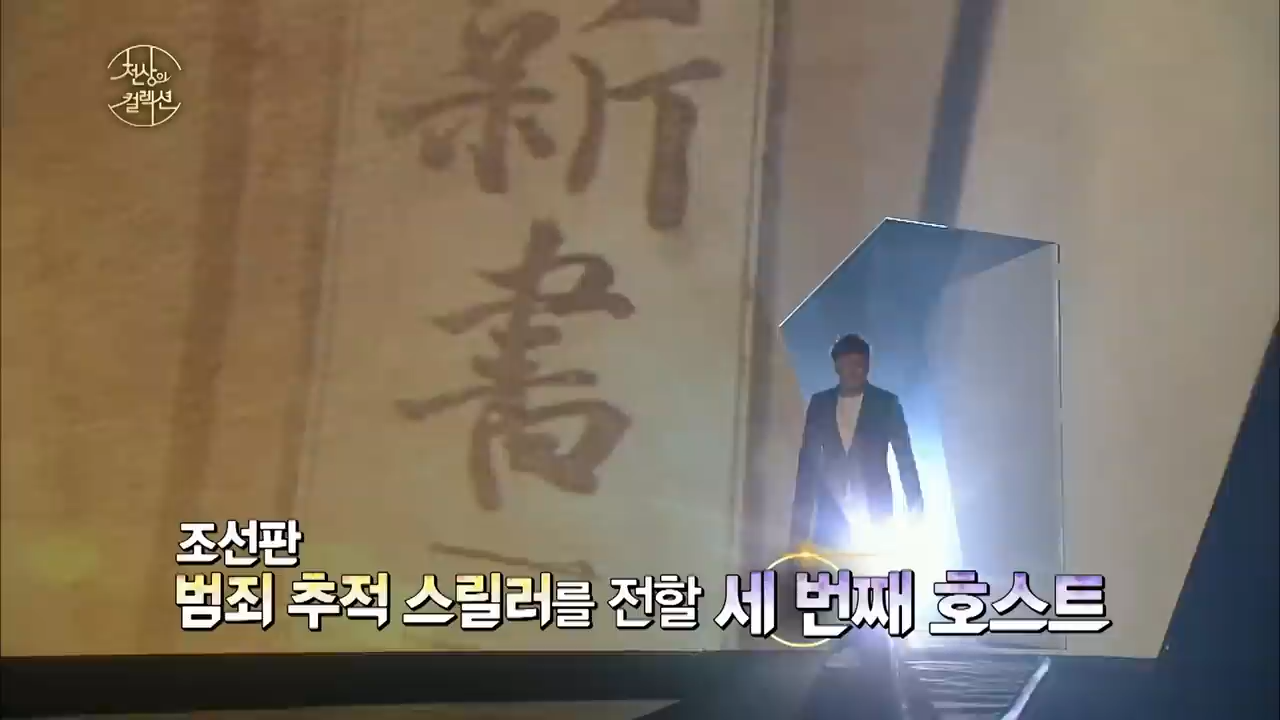 천상의
컬렉션
新
書
一
조선판
범죄 추적 스릴러를 전할 세 번째 호스트